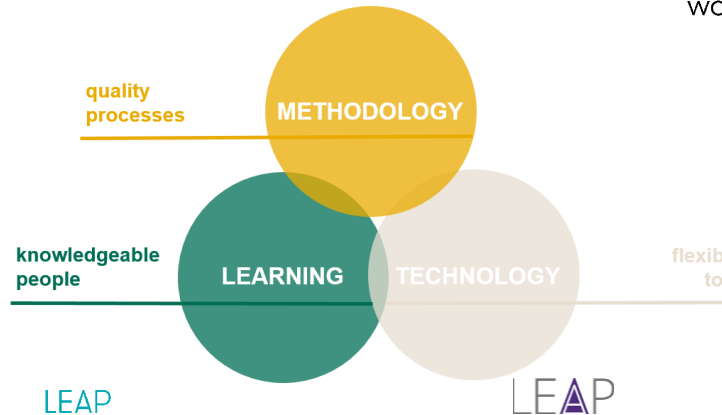 quality
processes
METHODOLOGY
knowledgeable
people
LEARNING
TECHNOLOGY
LEAP
LEAP